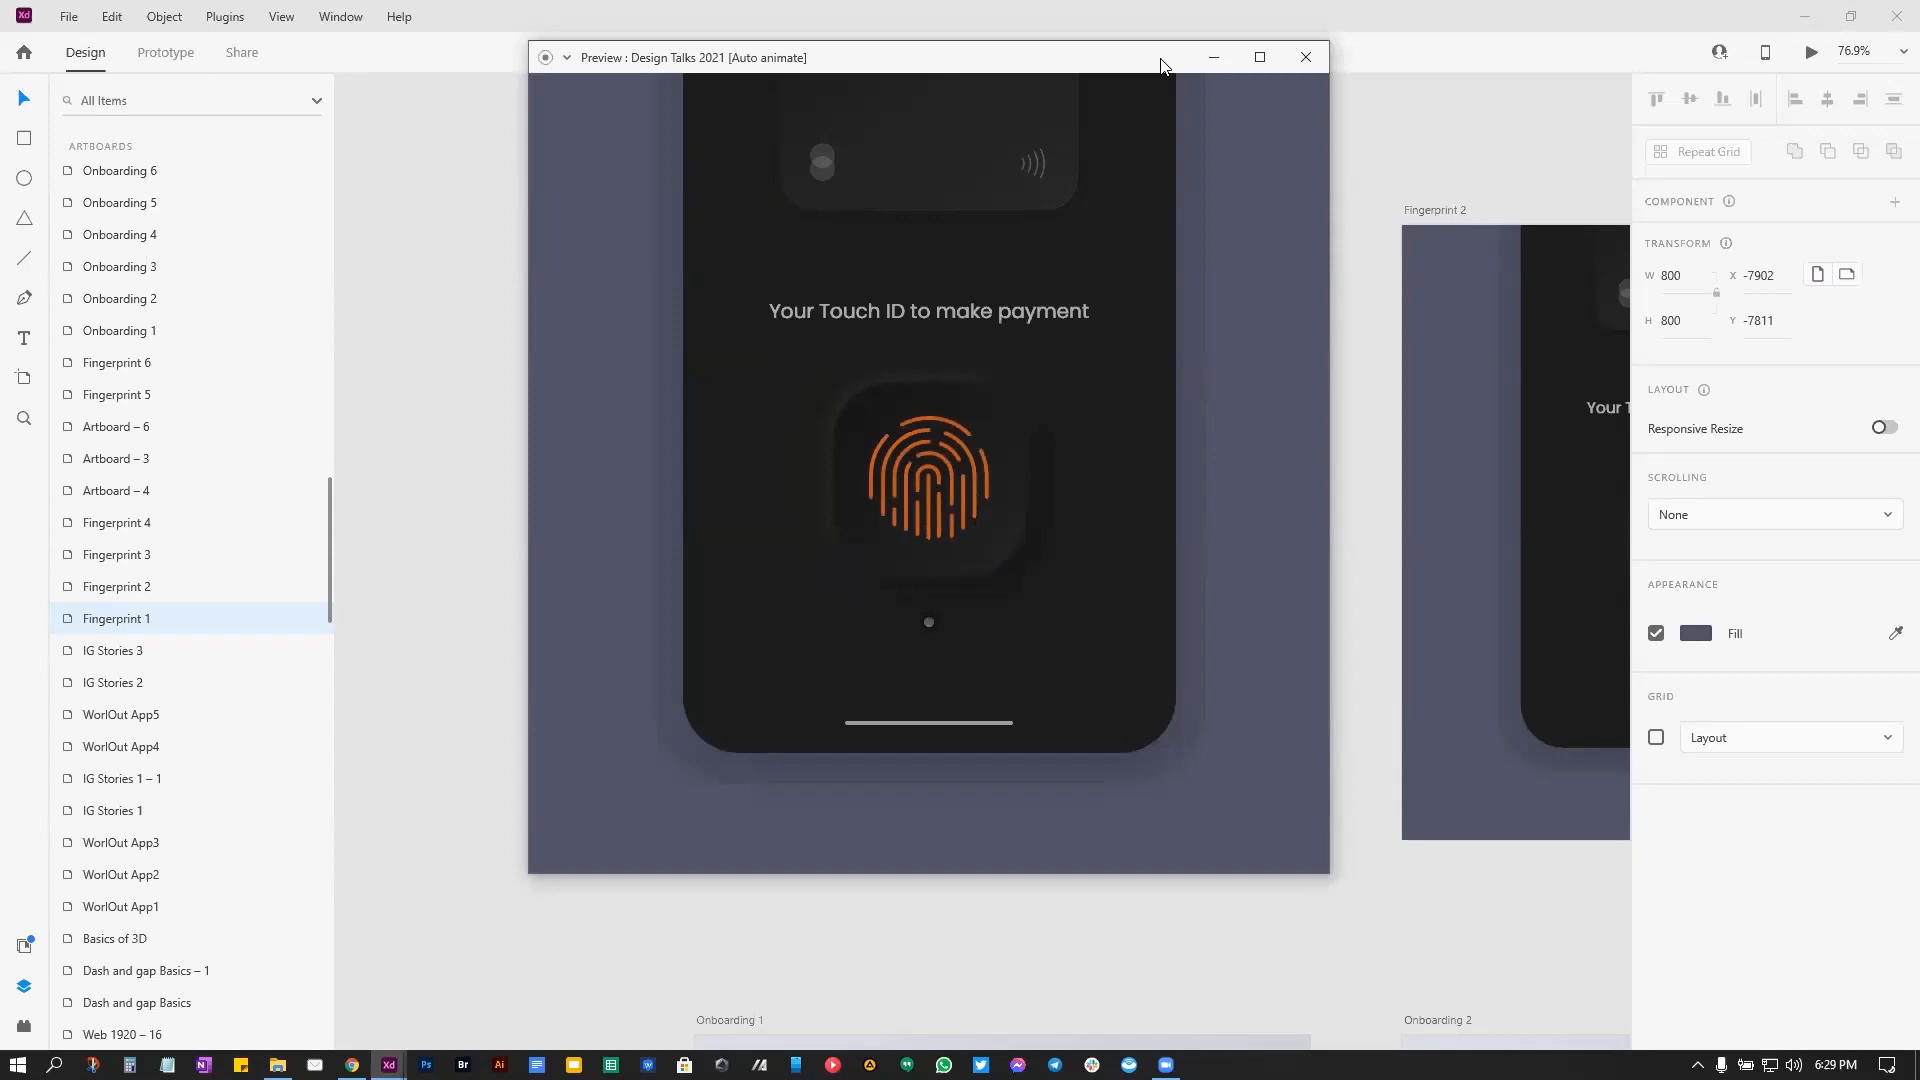 Xd
File
Edit
Object
Plugins
View
Window
Help
Design
Prototype
Share
76.9%
Preview : Design Talks 2021 [Auto animate]
All Items
ARTBOARDS
Onboarding 6
Onboarding 5
Onboarding 4
Onboarding 3
Onboarding 2
Onboarding 1
Fingerprint 6
Fingerprint 5
Artboard – 6
Artboard – 3
Artboard – 4
Fingerprint 4
Fingerprint 3
Fingerprint 2
Fingerprint 1
IG Stories 3
IG Stories 2
WorlOut App5
WorlOut App4
IG Stories 1 – 1
IG Stories 1
WorlOut App3
WorlOut App2
WorlOut App1
Basics of 3D
Dash and gap Basics – 1
Dash and gap Basics
Web 1920 – 16
Your Touch ID to make payment
Fingerprint 2
Your T
Onboarding 1
Onboarding 2
Repeat Grid
COMPONENT
TRANSFORM
W 800
X -7902
H 800
Y -7811
LAYOUT
Responsive Resize
SCROLLING
None
APPEARANCE
Fill
GRID
Layout
Xd
Ps
Br
Ai
6:29 PM